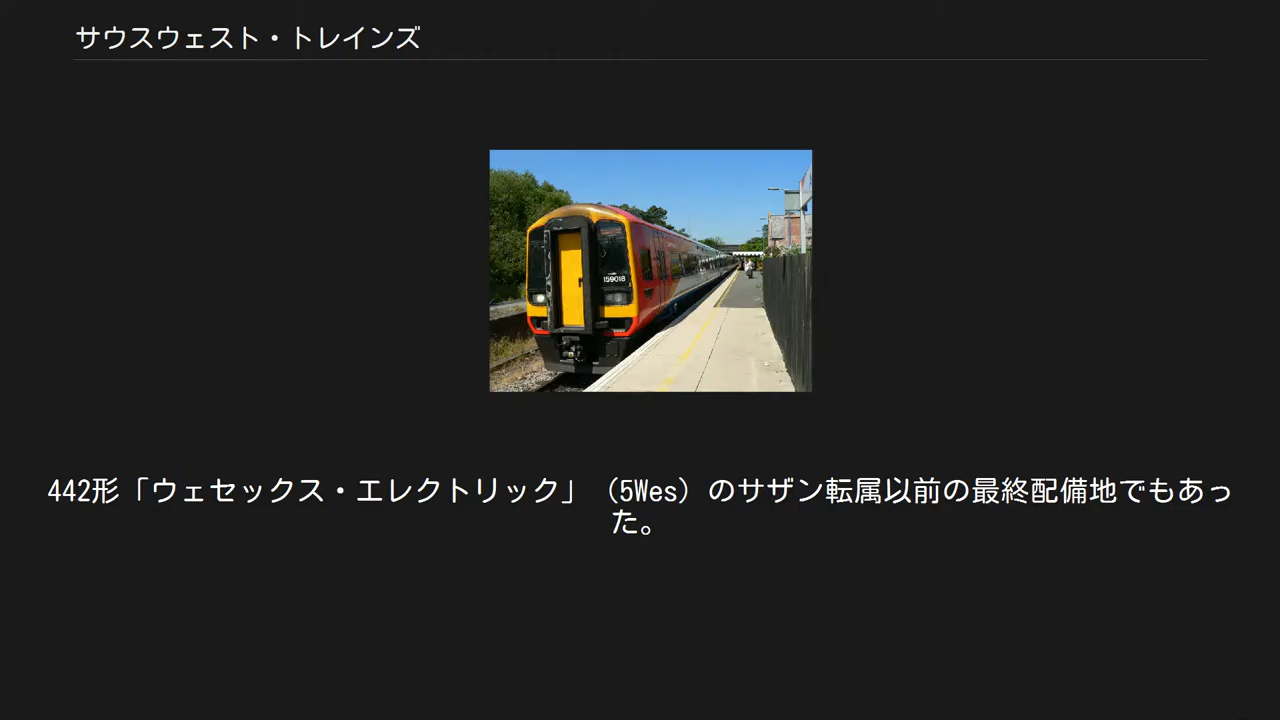 サウスウェスト・トレインズ
159018
442形「ウェセックス・エレクトリック」（5Wes）のサザン転属以前の最終配備地でもあっ
た。